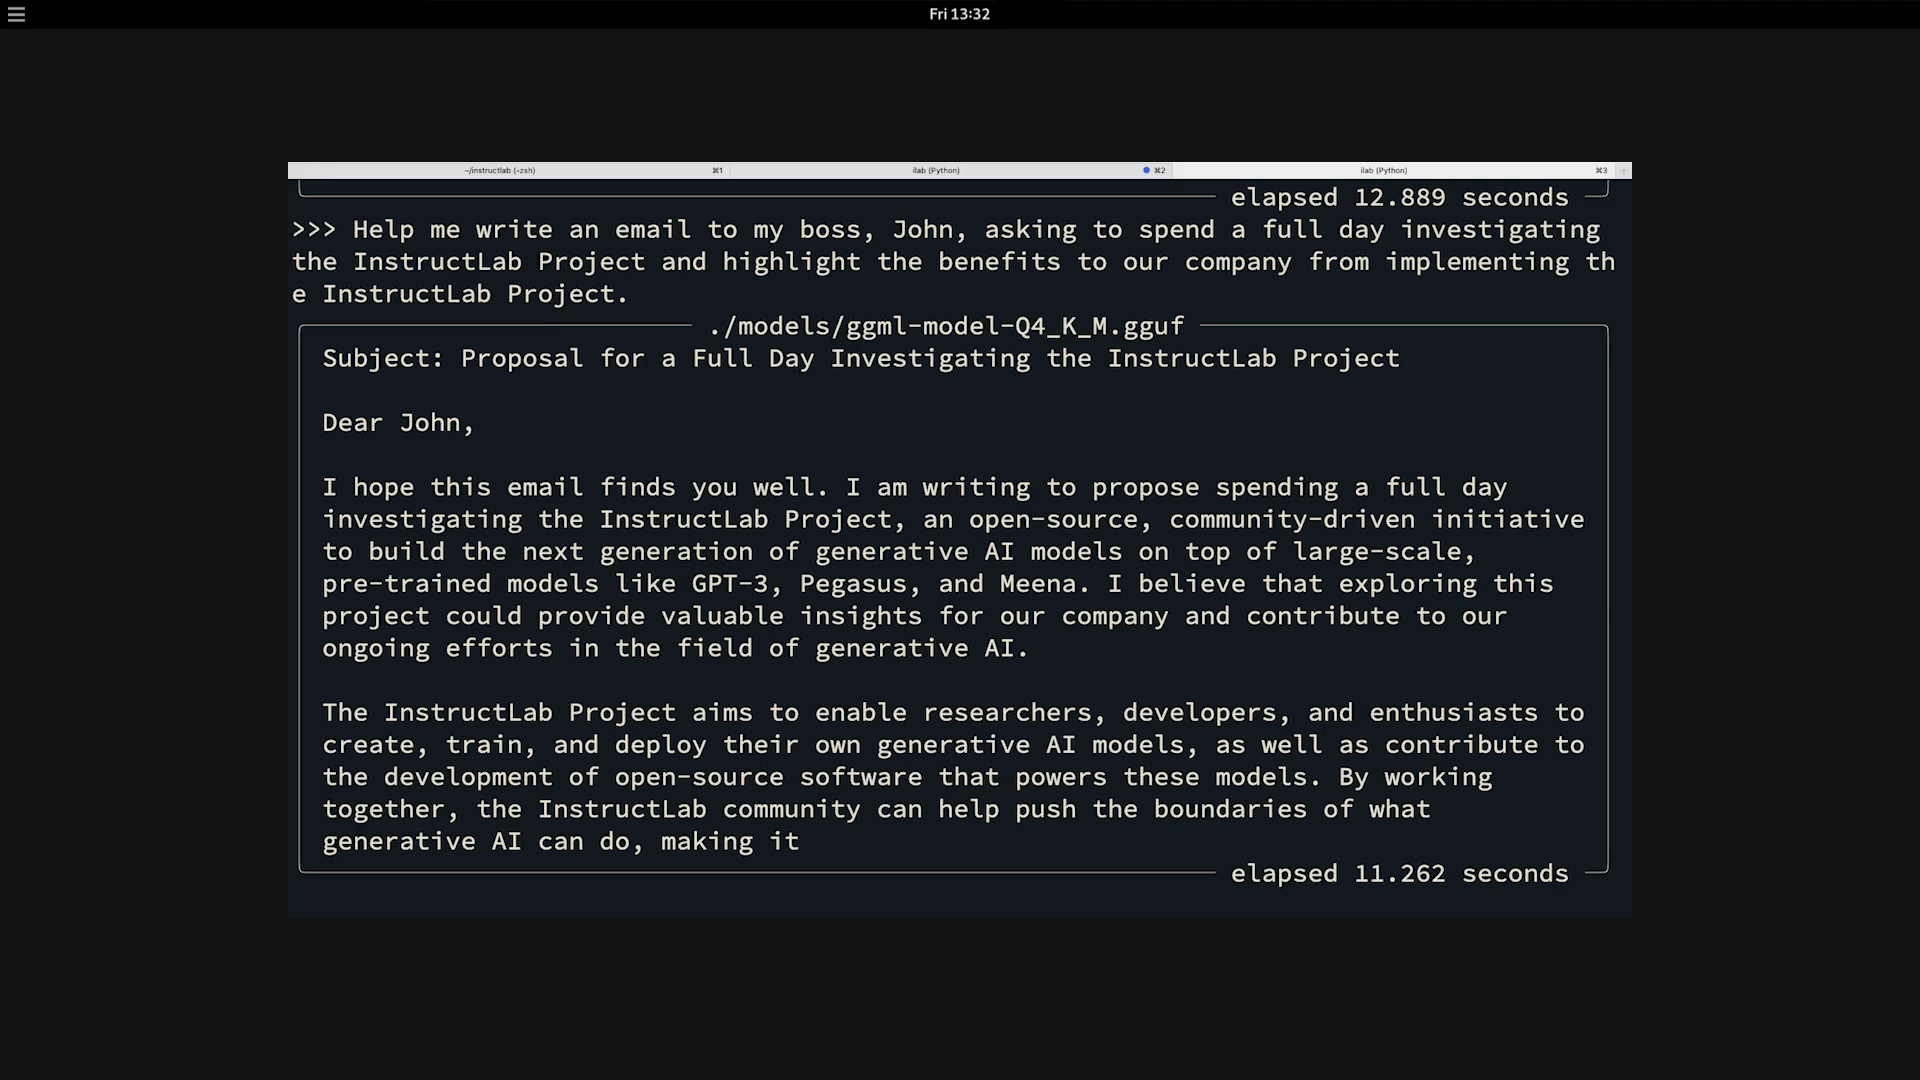 Fri 13:32
~/instructlab (-zsh) ⌘1 ilab (Python) ⌘2 ilab (Python) ⌘3 +
elapsed 12.889 seconds
>>> Help me write an email to my boss, John, asking to spend a full day investigating
the InstructLab Project and highlight the benefits to our company from implementing th
e InstructLab Project.
./models/ggml-model-Q4_K_M.gguf
Subject: Proposal for a Full Day Investigating the InstructLab Project
Dear John,
I hope this email finds you well. I am writing to propose spending a full day
investigating the InstructLab Project, an open-source, community-driven initiative
to build the next generation of generative AI models on top of large-scale,
pre-trained models like GPT-3, Pegasus, and Meena. I believe that exploring this
project could provide valuable insights for our company and contribute to our
ongoing efforts in the field of generative AI.
The InstructLab Project aims to enable researchers, developers, and enthusiasts to
create, train, and deploy their own generative AI models, as well as contribute to
the development of open-source software that powers these models. By working
together, the InstructLab community can help push the boundaries of what
generative AI can do, making it
elapsed 11.262 seconds